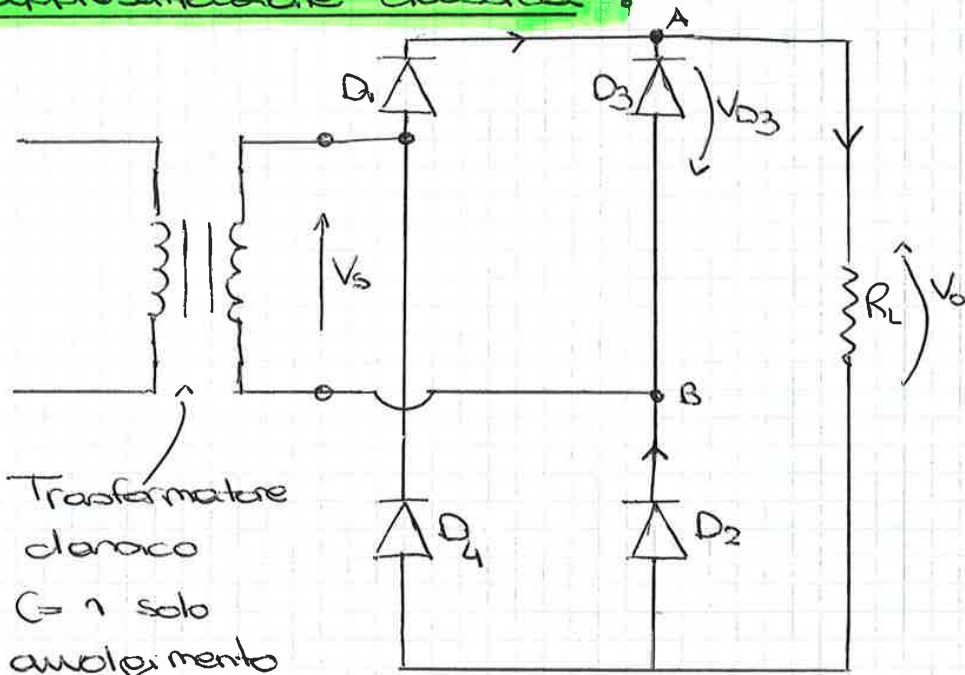 A
D1
D3
VD3
Vs
RL
Vo
B
Trasformatore
classico
(= 1 solo
avvolgimento
D4
D2